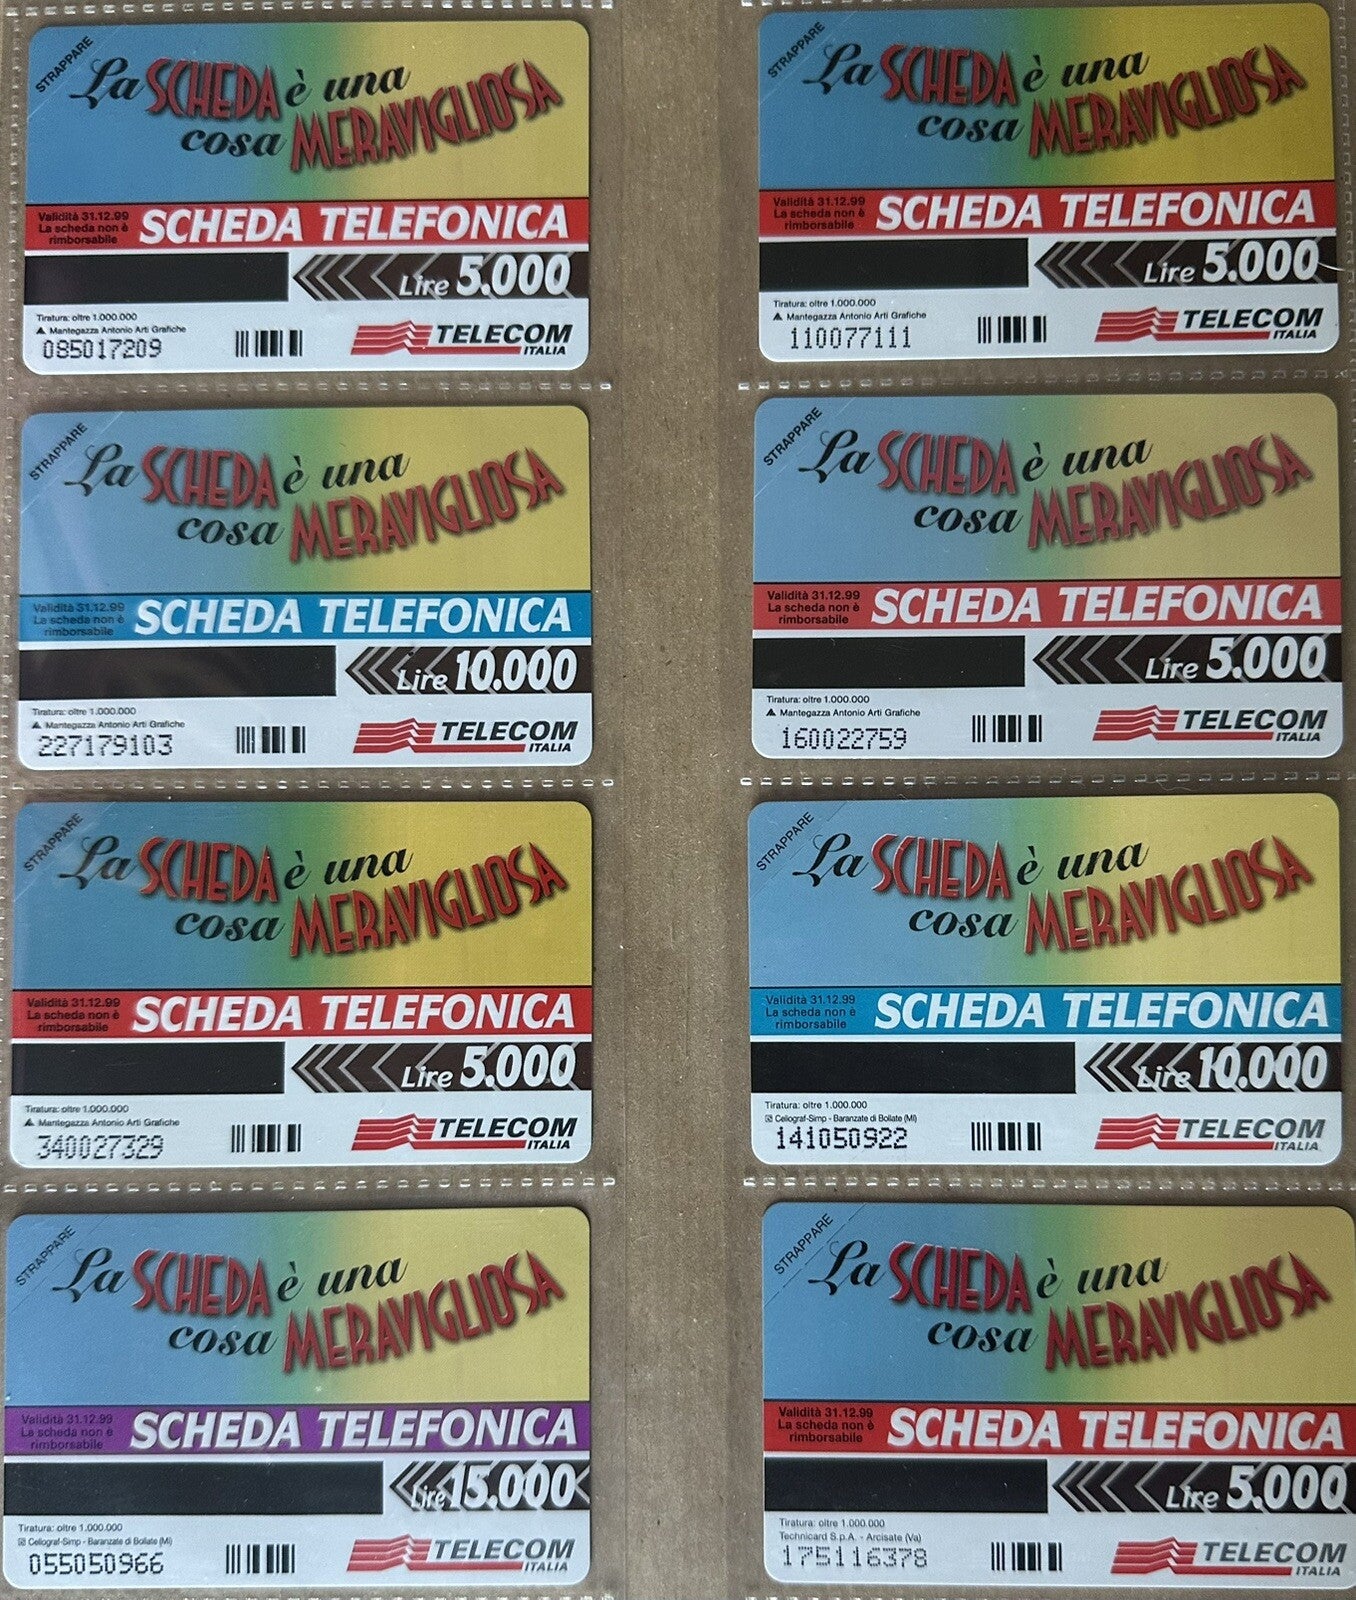 STRAPPARE
La SCHEDA è una
cosa MERAVIGLIOSA
Validità 31.12.99
La scheda non è
rimborsabile
SCHEDA TELEFONICA
Lire 5.000
Tiratura: oltre 1.000.000
Mantegazza Antonio Arti Grafiche
085017209
TELECOM
ITALIA
STRAPPARE
La SCHEDA è una
cosa MERAVIGLIOSA
Validità 31.12.99
La scheda non è
rimborsabile
SCHEDA TELEFONICA
Lire 5.000
Tiratura: oltre 1.000.000
Mantegazza Antonio Arti Grafiche
110077111
TELECOM
ITALIA
STRAPPARE
La SCHEDA è una
cosa MERAVIGLIOSA
Validità 31.12.99
La scheda non è
rimborsabile
SCHEDA TELEFONICA
Lire 10.000
Tiratura: oltre 1.000.000
Mantegazza Antonio Arti Grafiche
227179103
TELECOM
ITALIA
STRAPPARE
La SCHEDA è una
cosa MERAVIGLIOSA
Validità 31.12.99
La scheda non è
rimborsabile
SCHEDA TELEFONICA
Lire 5.000
Tiratura: oltre 1.000.000
Mantegazza Antonio Arti Grafiche
160022759
TELECOM
ITALIA
STRAPPARE
La SCHEDA è una
cosa MERAVIGLIOSA
Validità 31.12.99
La scheda non è
rimborsabile
SCHEDA TELEFONICA
Lire 5.000
Tiratura: oltre 1.000.000
Mantegazza Antonio Arti Grafiche
340027329
TELECOM
ITALIA
STRAPPARE
La SCHEDA è una
cosa MERAVIGLIOSA
Validità 31.12.99
La scheda non è
rimborsabile
SCHEDA TELEFONICA
Lire 10.000
Tiratura: oltre 1.000.000
Celograf-Simp - Baranzate di Bollate (MI)
141050922
TELECOM
ITALIA
STRAPPARE
La SCHEDA è una
cosa MERAVIGLIOSA
Validità 31.12.99
La scheda non è
rimborsabile
SCHEDA TELEFONICA
Lire 15.000
Tiratura: oltre 1.000.000
Celograf-Simp - Baranzate di Bollate (MI)
055050966
TELECOM
ITALIA
STRAPPARE
La SCHEDA è una
cosa MERAVIGLIOSA
Validità 31.12.99
La scheda non è
rimborsabile
SCHEDA TELEFONICA
Lire 5.000
Tiratura: oltre 1.000.000
Technicard S.p.A. - Arcisate (Va)
175116378
TELECOM
ITALIA